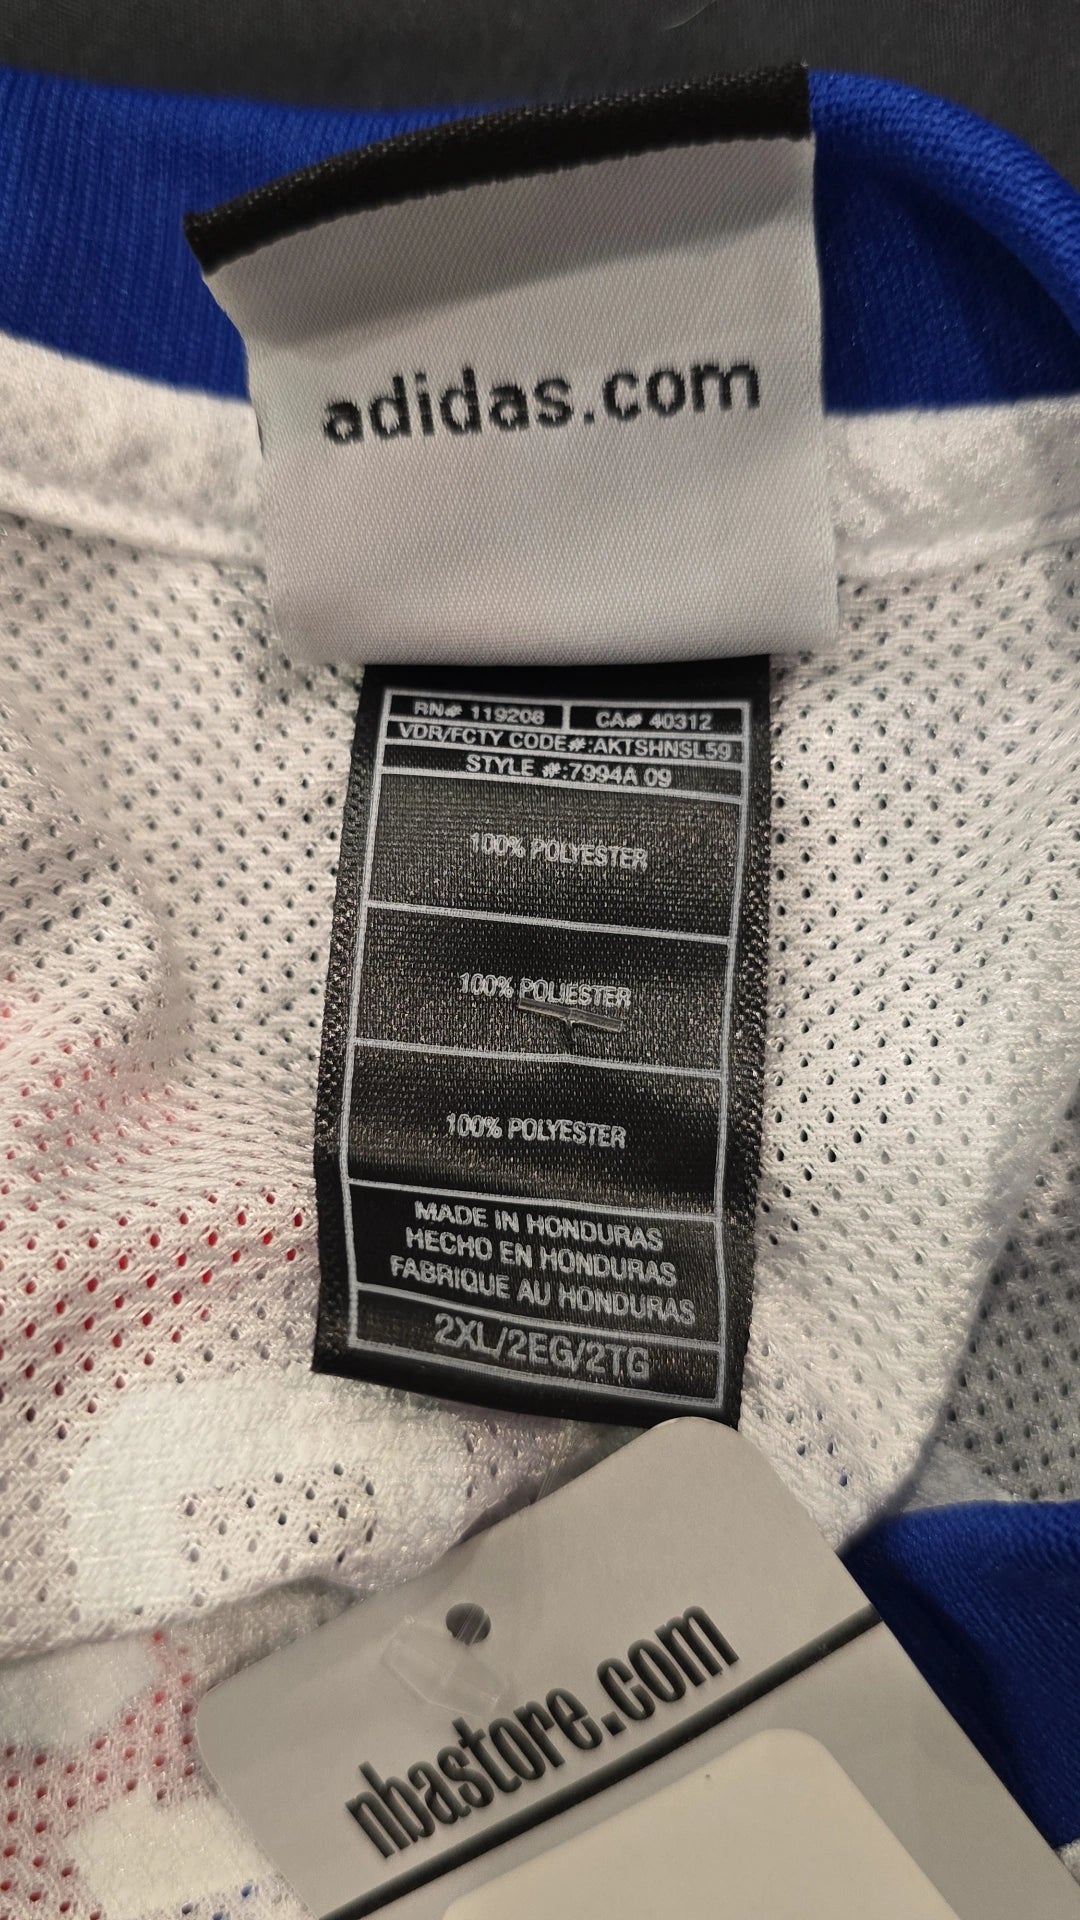 adidas.com
RN# 119208 CA# 40312
VDR/FCTY CODE#:AKTSHNSL59
STYLE #:7994A 09
100% POLYESTER
100% POLIESTER
100% POLYESTER
MADE IN HONDURAS
HECHO EN HONDURAS
FABRIQUE AU HONDURAS
2XL/2EG/2TG
nbastore.com